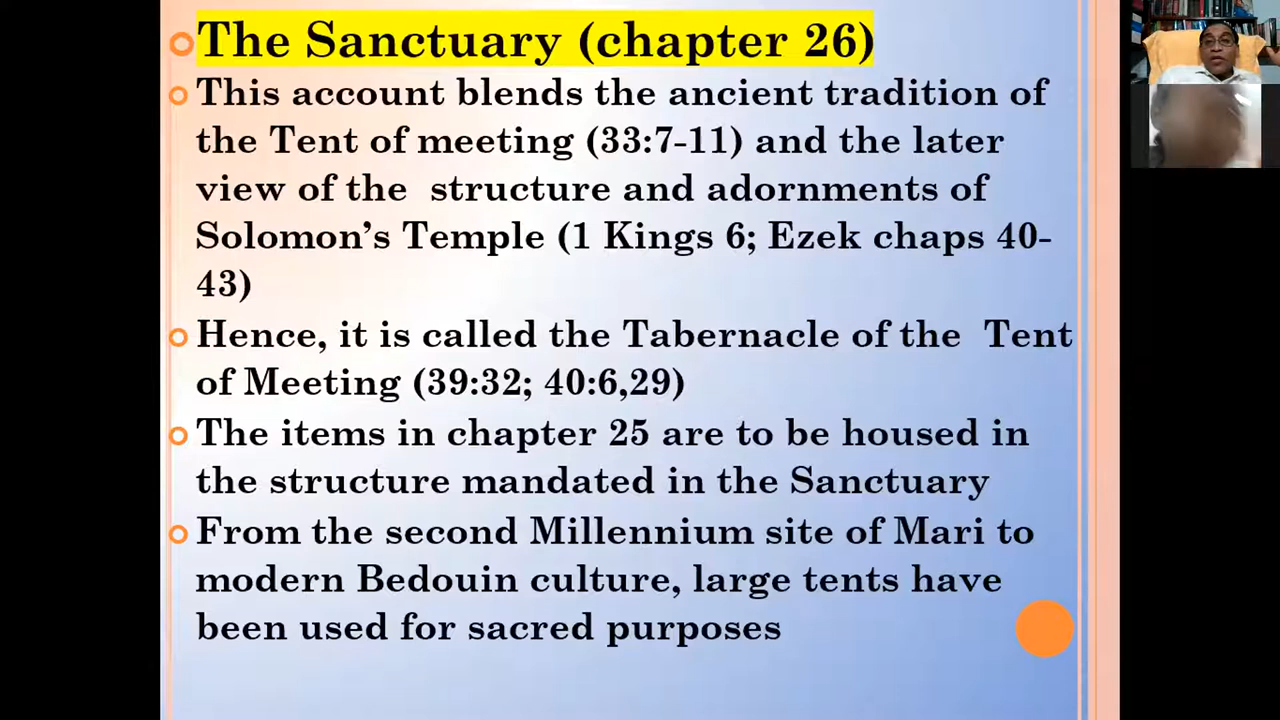 The Sanctuary (chapter 26)
This account blends the ancient tradition of
the Tent of meeting (33:7-11) and the later
view of the structure and adornments of
Solomon's Temple (1 Kings 6; Ezek chaps 40-
43)
Hence, it is called the Tabernacle of the Tent
of Meeting (39:32; 40:6,29)
The items in chapter 25 are to be housed in
the structure mandated in the Sanctuary
From the second Millennium site of Mari to
modern Bedouin culture, large tents have
been used for sacred purposes